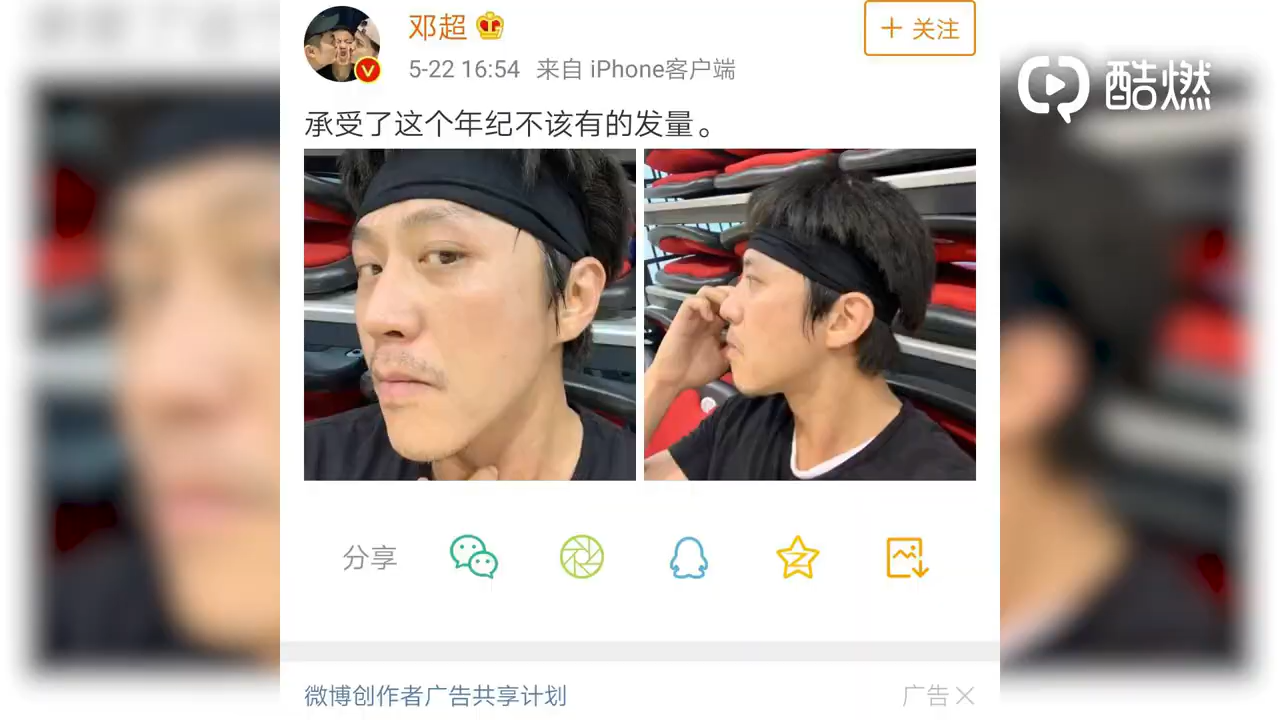 邓超
+ 关注
5-22 16:54 来自 iPhone客户端
酷燃
承受了这个年纪不该有的发量。
分享
微博创作者广告共享计划
广告